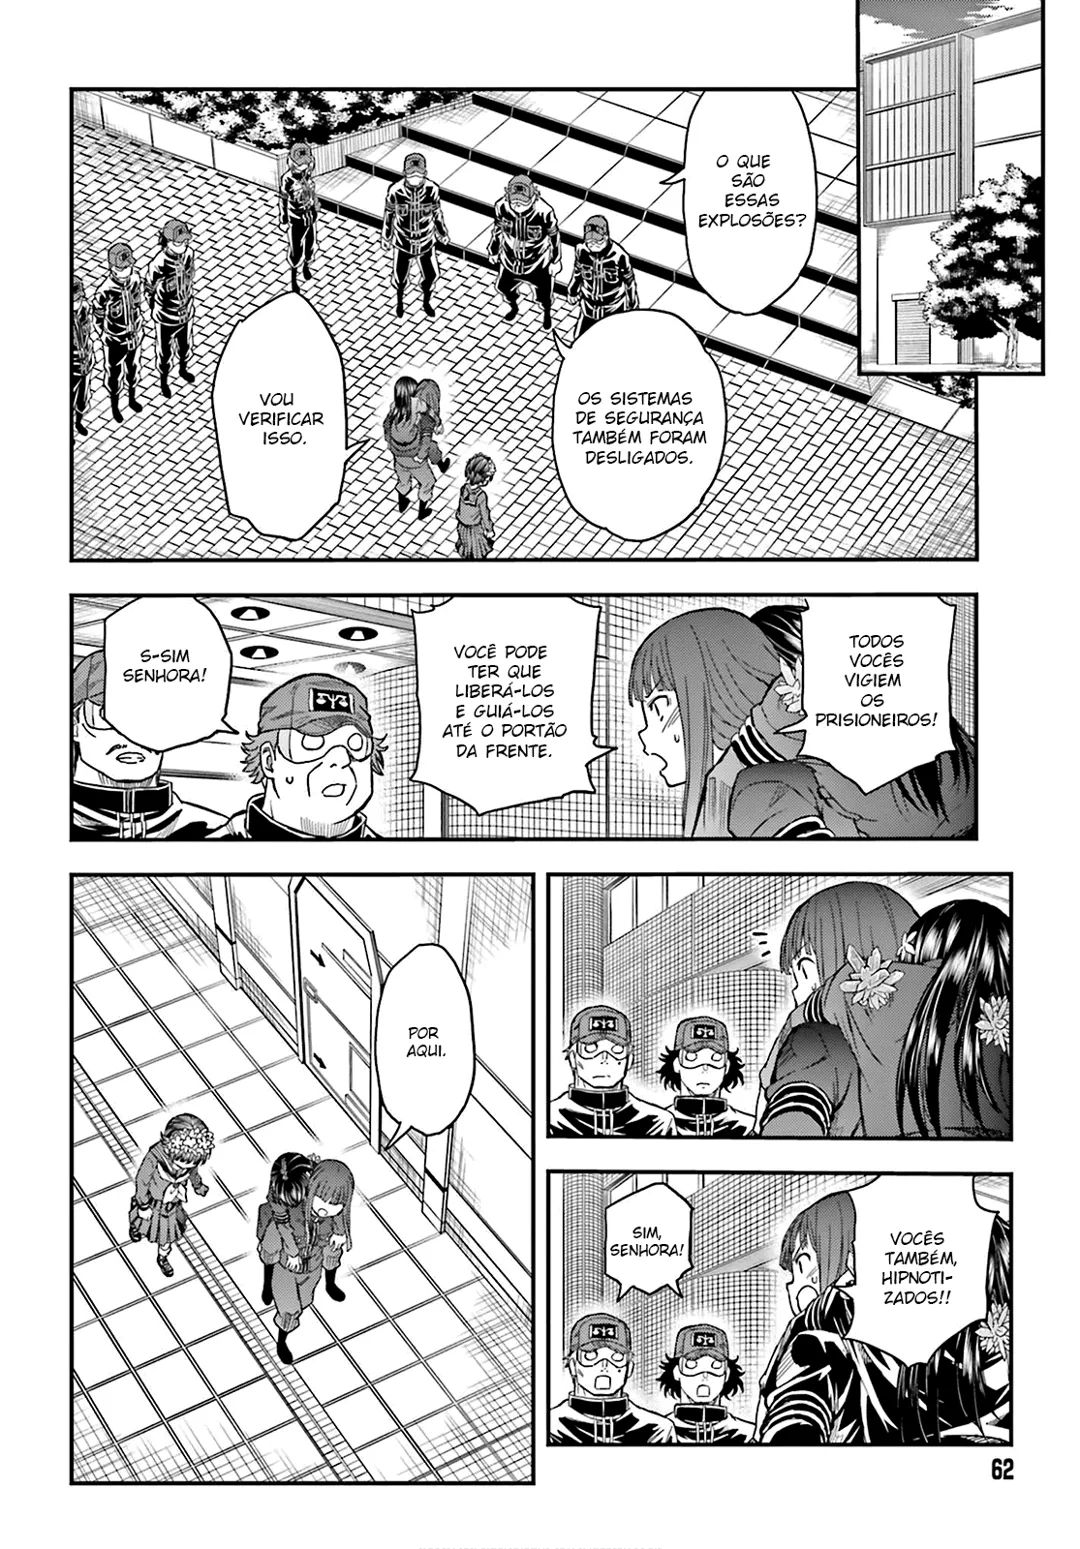 O QUE
SÃO
ESSAS
EXPLOSÕES?
OS SISTEMAS
DE SEGURANÇA
TAMBÉM FORAM
DESLIGADOS.
VOU
VERIFICAR
ISSO.
TODOS
VOCÊS
VIGIEM
OS
PRISIONEIROS!
VOCÊ PODE
TER QUE
LIBERÁ-LOS
E GUIÁ-LOS
ATÉ O PORTÃO
DA FRENTE.
S-SIM
SENHORA!
VOCÊS
TAMBÉM,
HIPNOTI-
ZADOS!!
SIM,
SENHORA!
POR
AQUI.
62